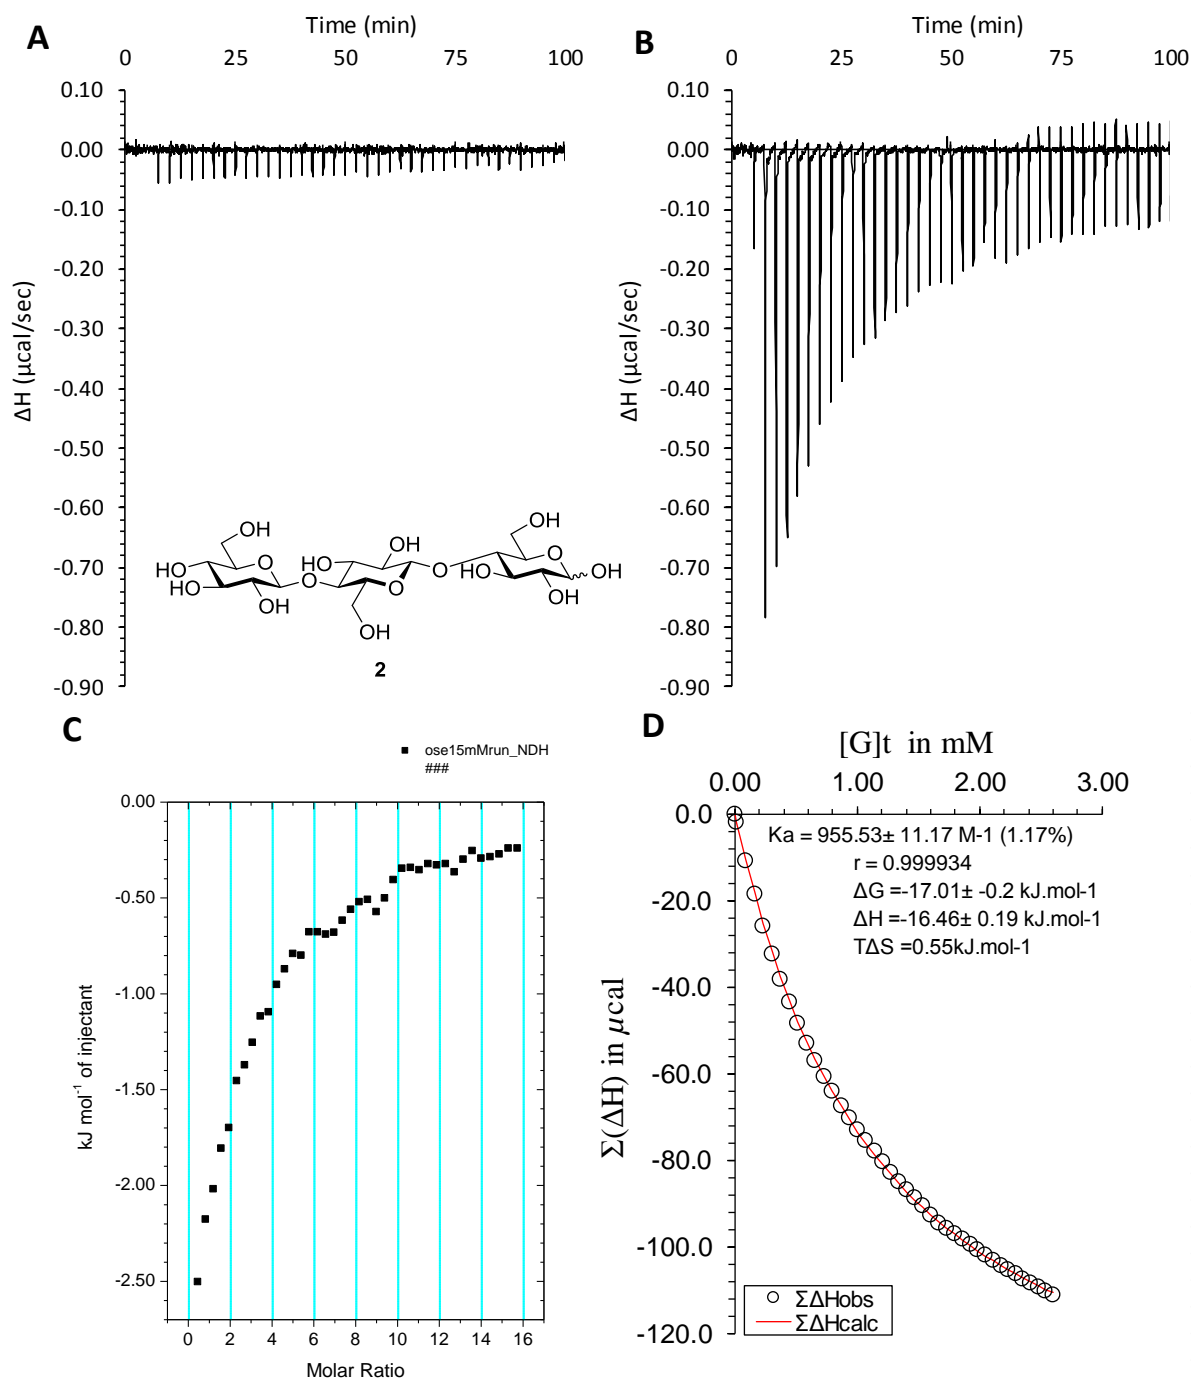 A
Time (min)
0 25 50 75 100
0.10
0.00
-0.10
-0.20
-0.30
-0.40
-0.50
-0.60
-0.70
-0.80
-0.90
ΔH (µcal/sec)
OH
HO
HO
O
OH
O
HO
OH
O
OH
O
HO
OH
O
OH
OH
2
B
Time (min)
0 25 50 75 100
0.10
0.00
-0.10
-0.20
-0.30
-0.40
-0.50
-0.60
-0.70
-0.80
-0.90
ΔH (µcal/sec)
C
ose15mMrun_NDH
###
0.00
-0.50
-1.00
-1.50
-2.00
-2.50
kJ mol⁻¹ of injectant
0 2 4 6 8 10 12 14 16
Molar Ratio
D
[G]t in mM
0.00 1.00 2.00 3.00
0.0
-20.0
-40.0
-60.0
-80.0
-100.0
-120.0
Σ(ΔH) in µcal
Ka = 955.53± 11.17 M-1 (1.17%)
r = 0.999934
ΔG =-17.01± -0.2 kJ.mol-1
ΔH =-16.46± 0.19 kJ.mol-1
TΔS =0.55kJ.mol-1
ΣΔHobs
ΣΔHcalc